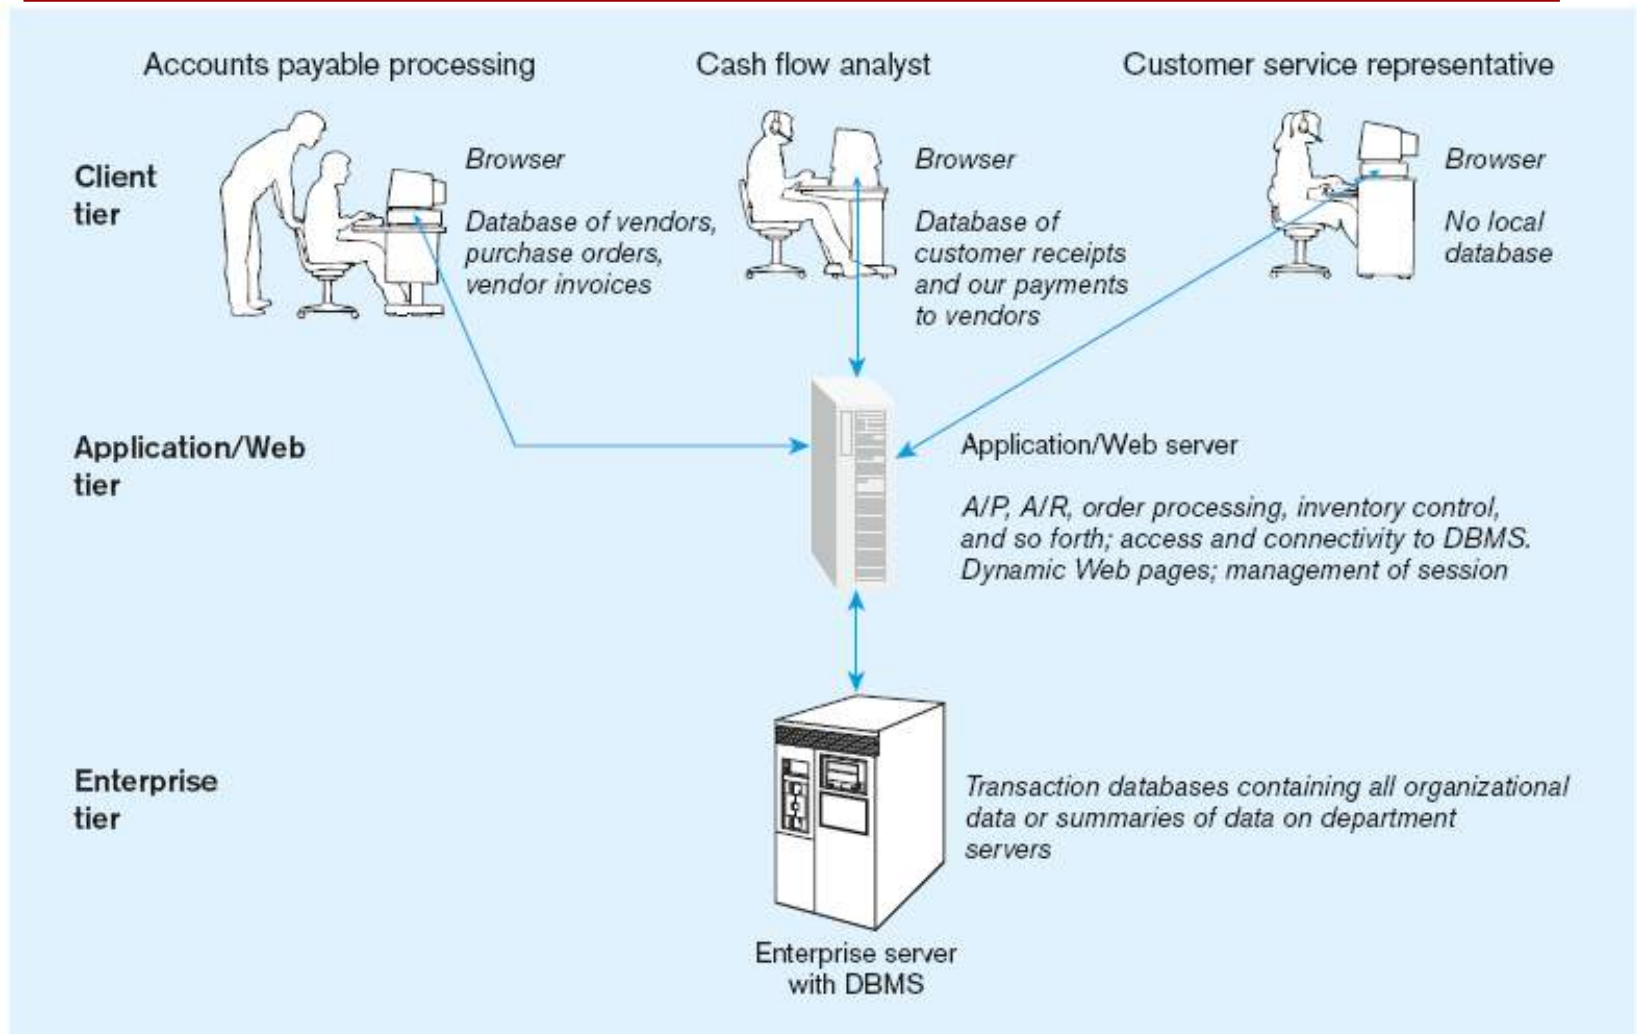 Accounts payable processing
Cash flow analyst
Customer service representative
Client
tier
Browser
Database of vendors,
purchase orders,
vendor invoices
Browser
Database of
customer receipts
and our payments
to vendors
Browser
No local
database
Application/Web
tier
Application/Web server
A/P, A/R, order processing, inventory control,
and so forth; access and connectivity to DBMS.
Dynamic Web pages; management of session
Enterprise
tier
Transaction databases containing all organizational
data or summaries of data on department
servers
Enterprise server
with DBMS